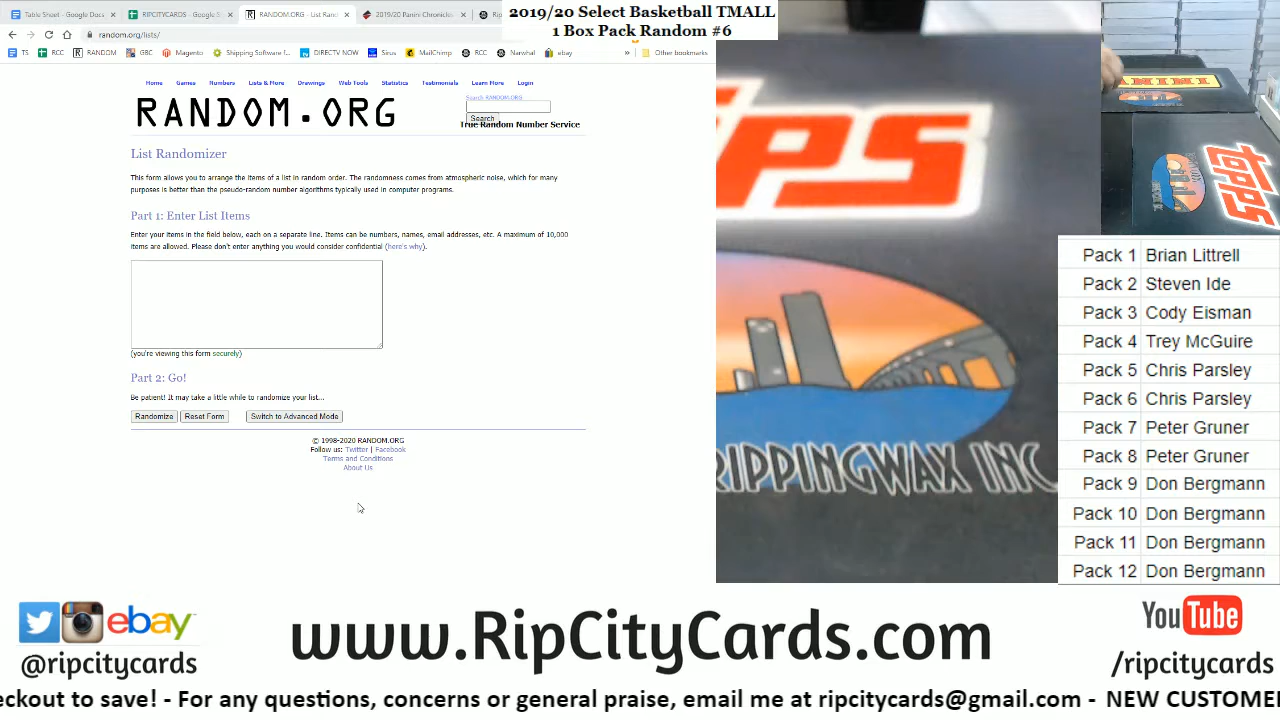 Table Sheet - Google Docs
RIPCITYCARDS - Google S
RANDOM.ORG - List Rand
2019/20 Panini-Chronicles
2019/20 Select Basketball TMALL
1 Box Pack Random #6
random.org/lists/
TS
RCC
RANDOM
GBC
Magento
Shipping Software !...
DIRECTV NOW
Sirus
MailChimp
RCC
Narwhal
ebay
»
Other bookmarks
Home
Games
Numbers
Lists & More
Drawings
Web Tools
Statistics
Testimonials
Learn More
Login
RANDOM.ORG
Search RANDOM.ORG
Search
True Random Number Service
List Randomizer
This form allows you to arrange the items of a list in random order. The randomness comes from atmospheric noise, which for many
purposes is better than the pseudo-random number algorithms typically used in computer programs.
Part 1: Enter List Items
Enter your items in the field below, each on a separate line. Items can be numbers, names, email addresses, etc. A maximum of 10,000
items are allowed. Please don't enter anything you would consider confidential (here's why).
(you're viewing this form securely)
Part 2: Go!
Be patient! It may take a little while to randomize your list...
Randomize
Reset Form
Switch to Advanced Mode
© 1998-2020 RANDOM.ORG
Follow us: Twitter | Facebook
Terms and Conditions
About Us
PS
RIPPINGWAX INC
PANINI
topps
Pack 1 Brian Littrell
Pack 2 Steven Ide
Pack 3 Cody Eisman
Pack 4 Trey McGuire
Pack 5 Chris Parsley
Pack 6 Chris Parsley
Pack 7 Peter Gruner
Pack 8 Peter Gruner
Pack 9 Don Bergmann
Pack 10 Don Bergmann
Pack 11 Don Bergmann
Pack 12 Don Bergmann
ebay
@ripcitycards
www.RipCityCards.com
YouTube
/ripcitycards
eckout to save! - For any questions, concerns or general praise, email me at ripcitycards@gmail.com - NEW CUSTOME